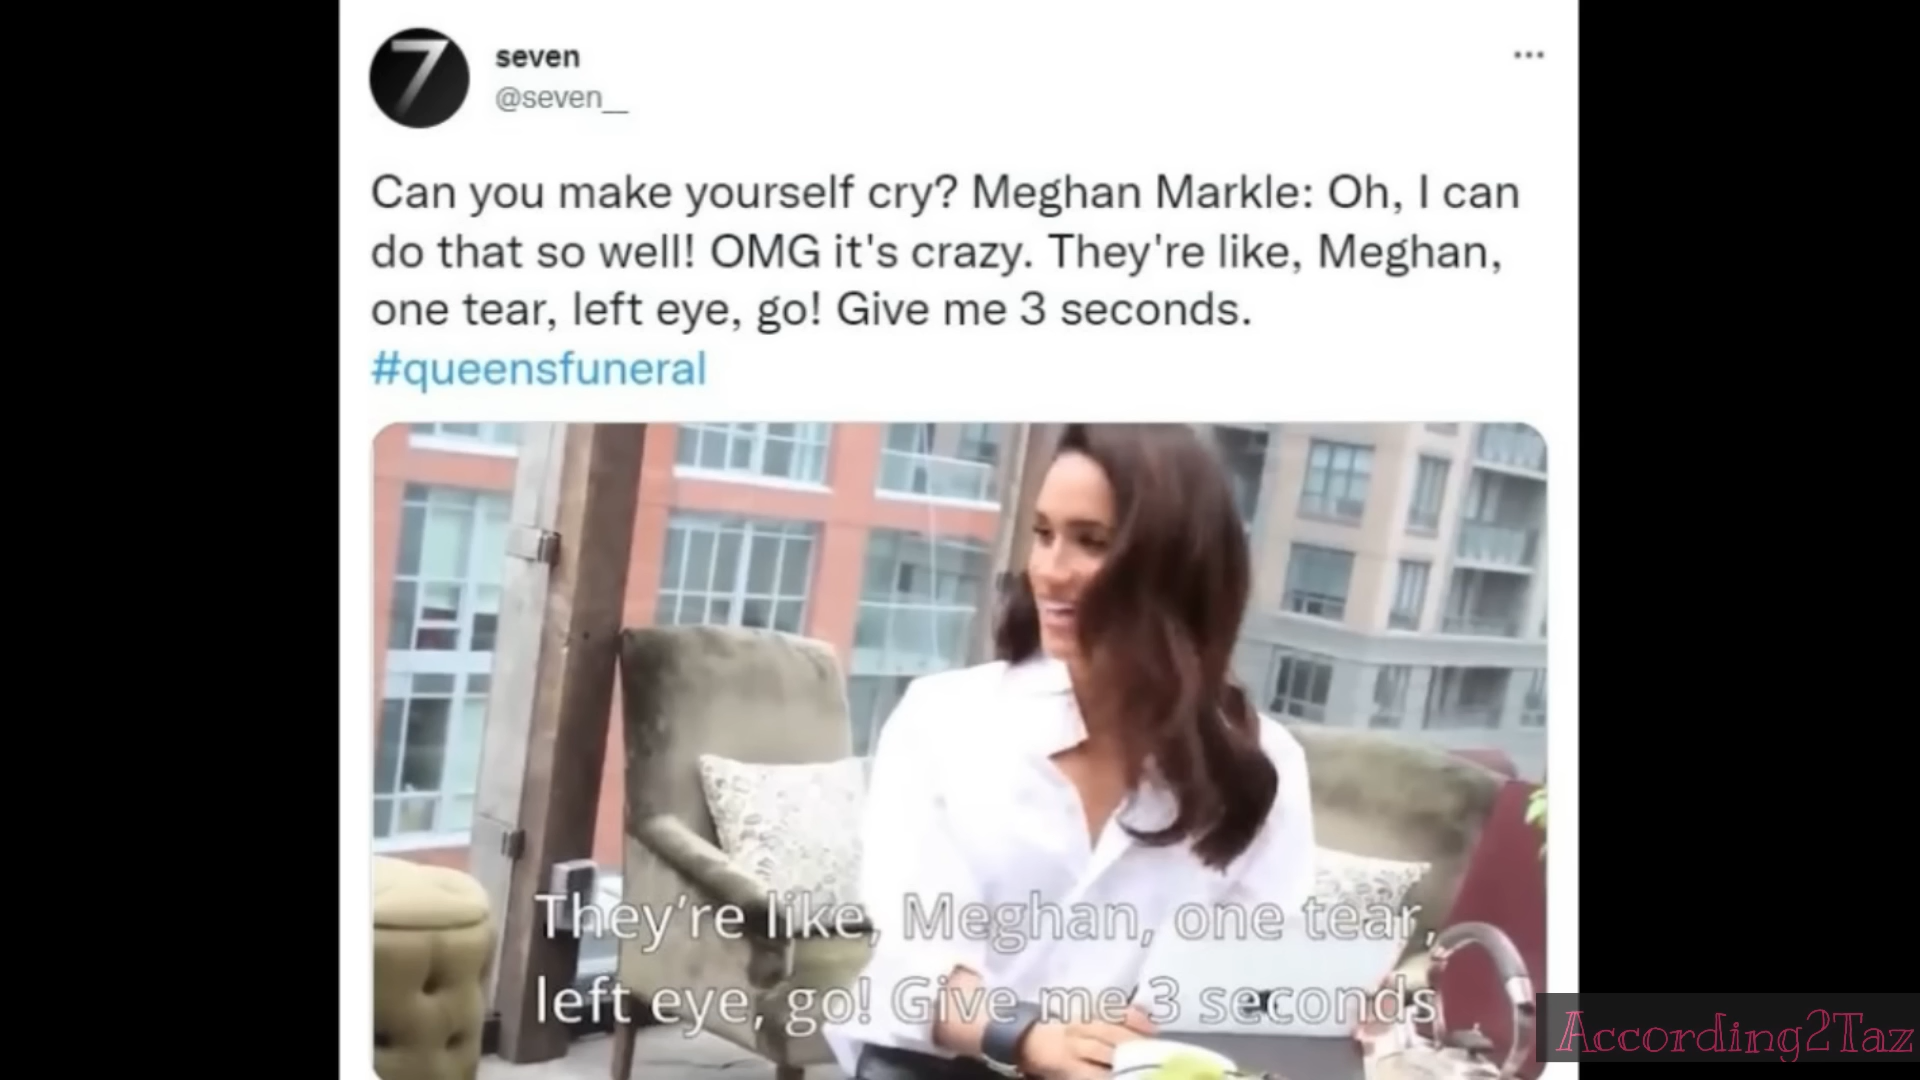 7
seven
@seven__
Can you make yourself cry? Meghan Markle: Oh, I can
do that so well! OMG it's crazy. They're like, Meghan,
one tear, left eye, go! Give me 3 seconds.
#queensfuneral
They're like, Meghan, one tear,
left eye, go! Give me 3 seconds
According2Taz